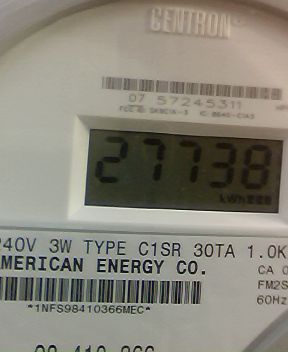 CENTRON
07 57245311
27738
kWh
240V 3W TYPE C1SR 30TA 1.0K
AMERICAN ENERGY CO.
CA 0
FM2S
60Hz
*1NFS98410366MEC*